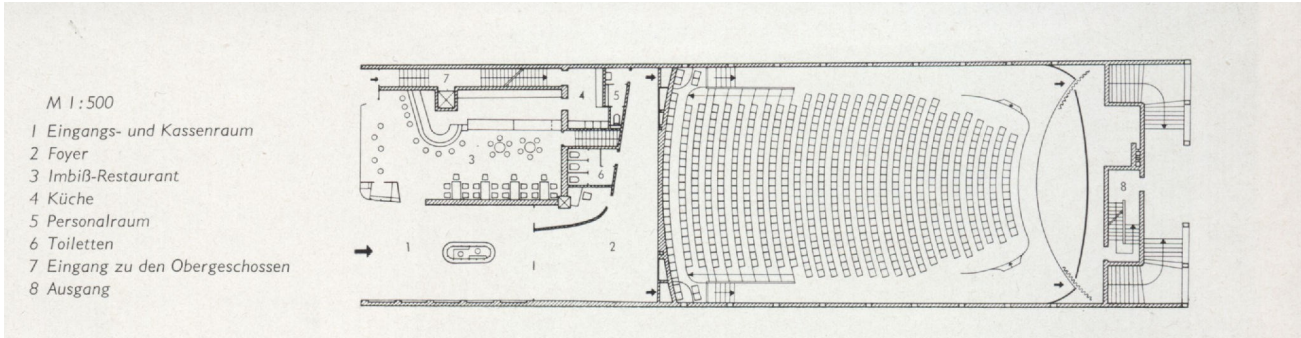 M 1:500
1 Eingangs- und Kassenraum
2 Foyer
3 Imbiß-Restaurant
4 Küche
5 Personalraum
6 Toiletten
7 Eingang zu den Obergeschossen
8 Ausgang
7
4
5
3
6
8
1
2